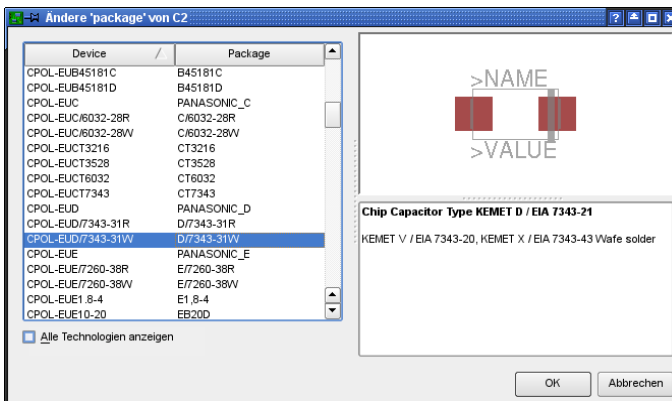 Ändere 'package' von C2
Device Package
CPOL-EUB45181C B45181C
CPOL-EUB45181D B45181D
CPOL-EUC PANASONIC_C
CPOL-EUC/6032-28R C/6032-28R
CPOL-EUC/6032-28W C/6032-28W
CPOL-EUCT3216 CT3216
CPOL-EUCT3528 CT3528
CPOL-EUCT6032 CT6032
CPOL-EUCT7343 CT7343
CPOL-EUD PANASONIC_D
CPOL-EUD/7343-31R D/7343-31R
CPOL-EUD/7343-31W D/7343-31W
CPOL-EUE PANASONIC_E
CPOL-EUE/7260-38R E/7260-38R
CPOL-EUE/7260-38W E/7260-38W
CPOL-EUE1.8-4 E1,8-4
CPOL-EUE10-20 EB20D
Alle Technologien anzeigen
>NAME
>VALUE
Chip Capacitor Type KEMET D / EIA 7343-21
KEMET V / EIA 7343-20, KEMET X / EIA 7343-43 Wafe solder
OK Abbrechen